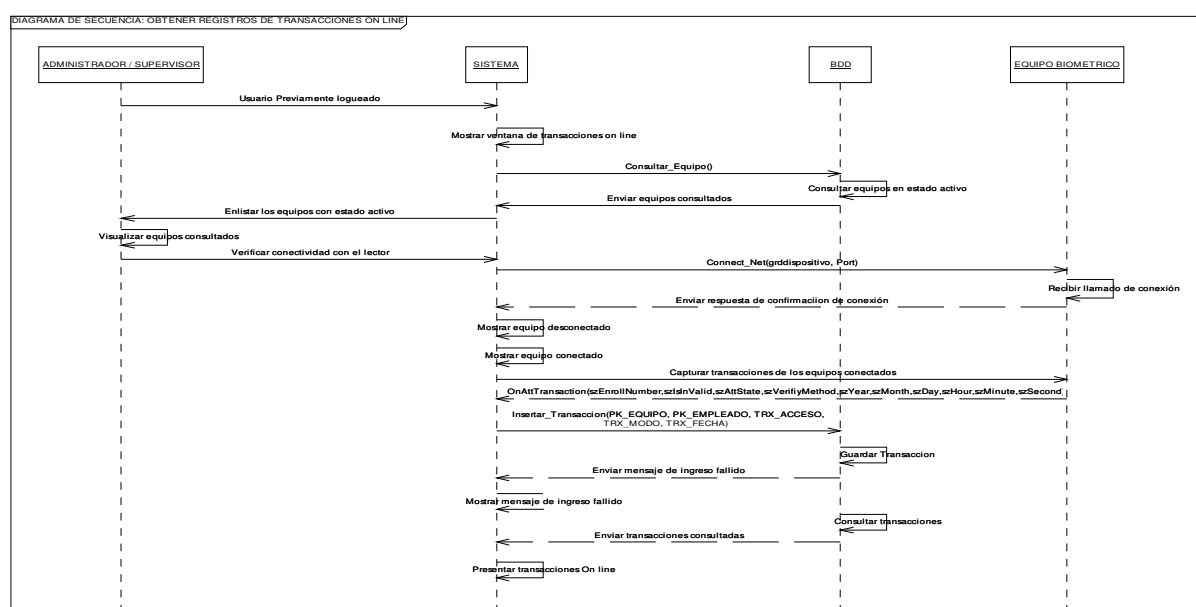 DIAGRAMA DE SECUENCIA: OBTENER REGISTROS DE TRANSACCIONES ON LINE
ADMINISTRADOR / SUPERVISOR
SISTEMA
BDD
EQUIPO BIOMETRICO
Usuario Previamente logueado
Mostrar ventana de transacciones on line
Consultar_Equipo()
Consultar equipos en estado activo
Enviar equipos consultados
Enlistar los equipos con estado activo
Visualizar equipos consultados
Verificar conectividad con el lector
Connect_Net(grddispositivo, Port)
Recibir llamado de conexión
Enviar respuesta de confirmaciion de conexión
Mostrar equipo desconectado
Mostrar equipo conectado
Capturar transacciones de los equipos conectados
OnAttTransaction(szEnrollNumber,szIsInValid,szAttState,szVerifiyMethod,szYear,szMonth,szDay,szHour,szMinute,szSecond)
Insertar_Transaccion(PK_EQUIPO, PK_EMPLEADO, TRX_ACCESO,
TRX_MODO, TRX_FECHA)
Guardar Transaccion
Enviar mensaje de ingreso fallido
Mostrar mensaje de ingreso fallido
Consultar transacciones
Enviar transacciones consultadas
Presentar transacciones On line